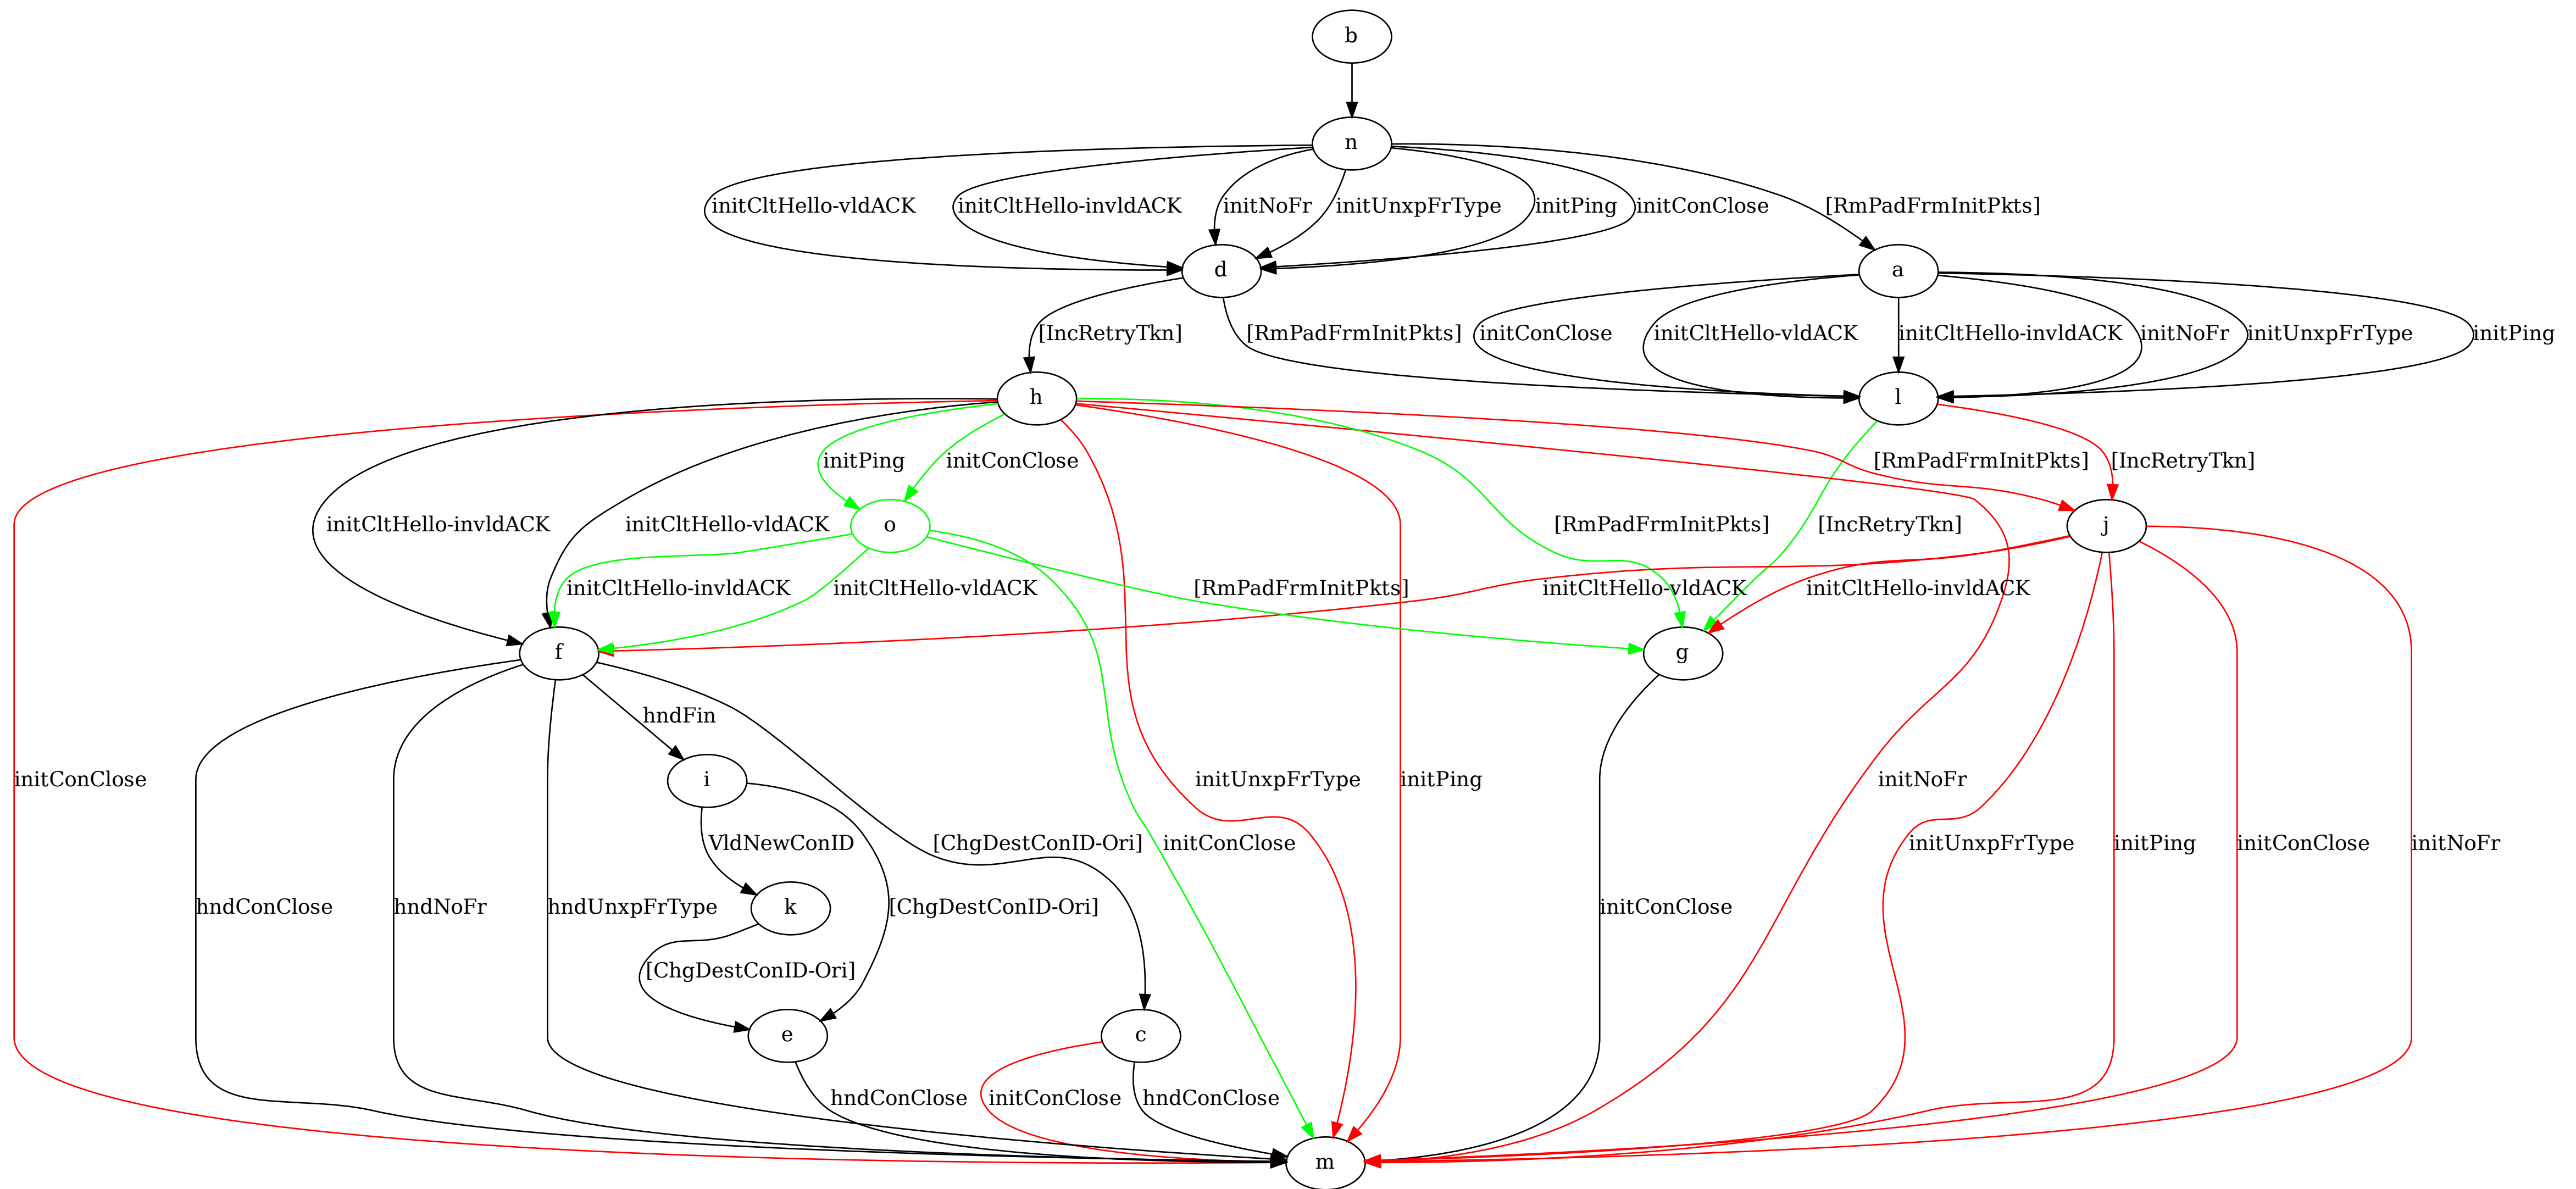 b
n
initCltHello-vldACK initCltHello-invldACK initNoFr initUnxpFrType initPing initConClose [RmPadFrmInitPkts]
d a
[IncRetryTkn] [RmPadFrmInitPkts] initConClose initCltHello-vldACK initCltHello-invldACK initNoFr initUnxpFrType initPing
h l
initPing initConClose [RmPadFrmInitPkts] [IncRetryTkn]
initCltHello-invldACK initCltHello-vldACK o [RmPadFrmInitPkts] [IncRetryTkn] j
initCltHello-invldACK initCltHello-vldACK [RmPadFrmInitPkts] initCltHello-vldACK initCltHello-invldACK
f g
hndFin
initConClose i initUnxpFrType initPing initNoFr
VldNewConID [ChgDestConID-Ori] initConClose initUnxpFrType initPing initConClose initNoFr
hndConClose hndNoFr hndUnxpFrType k [ChgDestConID-Ori] initConClose
[ChgDestConID-Ori]
e c
hndConClose initConClose hndConClose
m